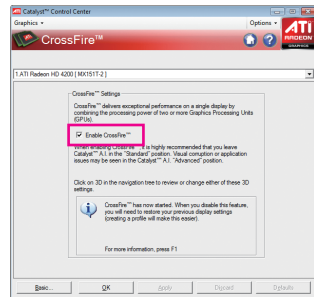 Catalyst™ Control Center
Graphics
Options
CrossFire™
ATI
RADEON
GRAPHICS
1.ATI Radeon HD 4200 [ MX151T-2 ]
CrossFire™ Settings
CrossFire™ delivers exceptional performance on a single display by
combining the processing power of two or more Graphics Processing Units
(GPUs).
Enable CrossFire™
When enabling CrossFire™ it is highly recommended that you leave
Catalyst™ A.I. in the "Standard" position. Visual corruption or application
issues may be seen in the Catalyst™ A.I. "Advanced" position.
Click on 3D in the navigation tree to review or change either of these 3D
settings.
CrossFire™ has now started. When you disable this feature,
you will need to restore your previous display settings
(creating a profile will make this easier).
For more information, press F1
Basic...
OK
Apply
Discard
Defaults